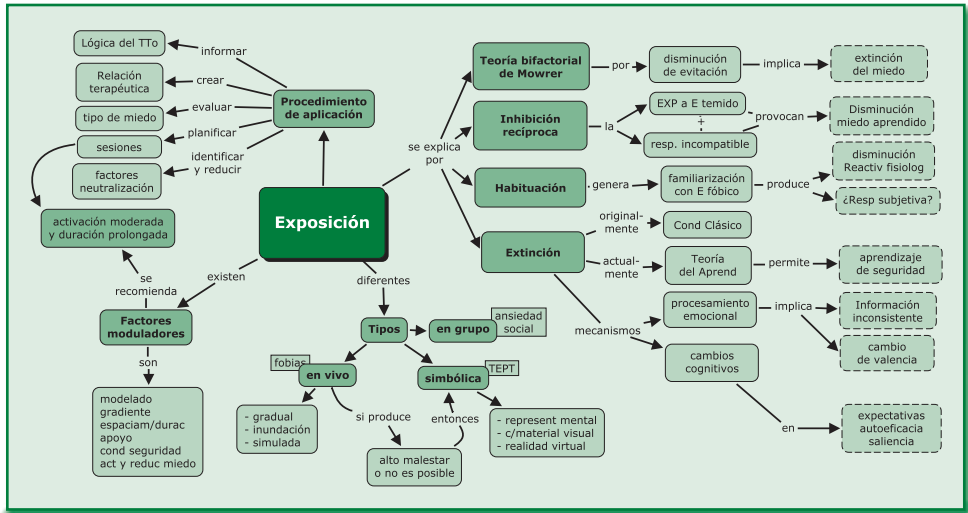 Exposición
Procedimiento
de aplicación
informar
Lógica del TTo
crear
Relación
terapéutica
evaluar
tipo de miedo
planificar
sesiones
identificar
y reducir
factores
neutralización
activación moderada
y duración prolongada
existen
Factores
moduladores
se
recomienda
son
modelado
gradiente
espaciam/durac
apoyo
cond seguridad
act y reduc miedo
diferentes
Tipos
en grupo
ansiedad
social
fobias
en vivo
- gradual
- inundación
- simulada
si produce
alto malestar
o no es posible
entonces
simbólica
TEPT
- represent mental
- c/material visual
- realidad virtual
se explica
por
Teoría bifactorial
de Mowrer
por
disminución
de evitación
implica
extinción
del miedo
Inhibición
recíproca
la
EXP a E temido
+
resp. incompatible
provocan
Disminución
miedo aprendido
Habituación
genera
familiarización
con E fóbico
produce
disminución
Reactiv fisiolog
¿Resp subjetiva?
Extinción
original-
mente
Cond Clásico
actual-
mente
Teoría
del Aprend
permite
aprendizaje
de seguridad
mecanismos
procesamiento
emocional
implica
Información
inconsistente
cambio
de valencia
cambios
cognitivos
en
expectativas
autoeficacia
saliencia